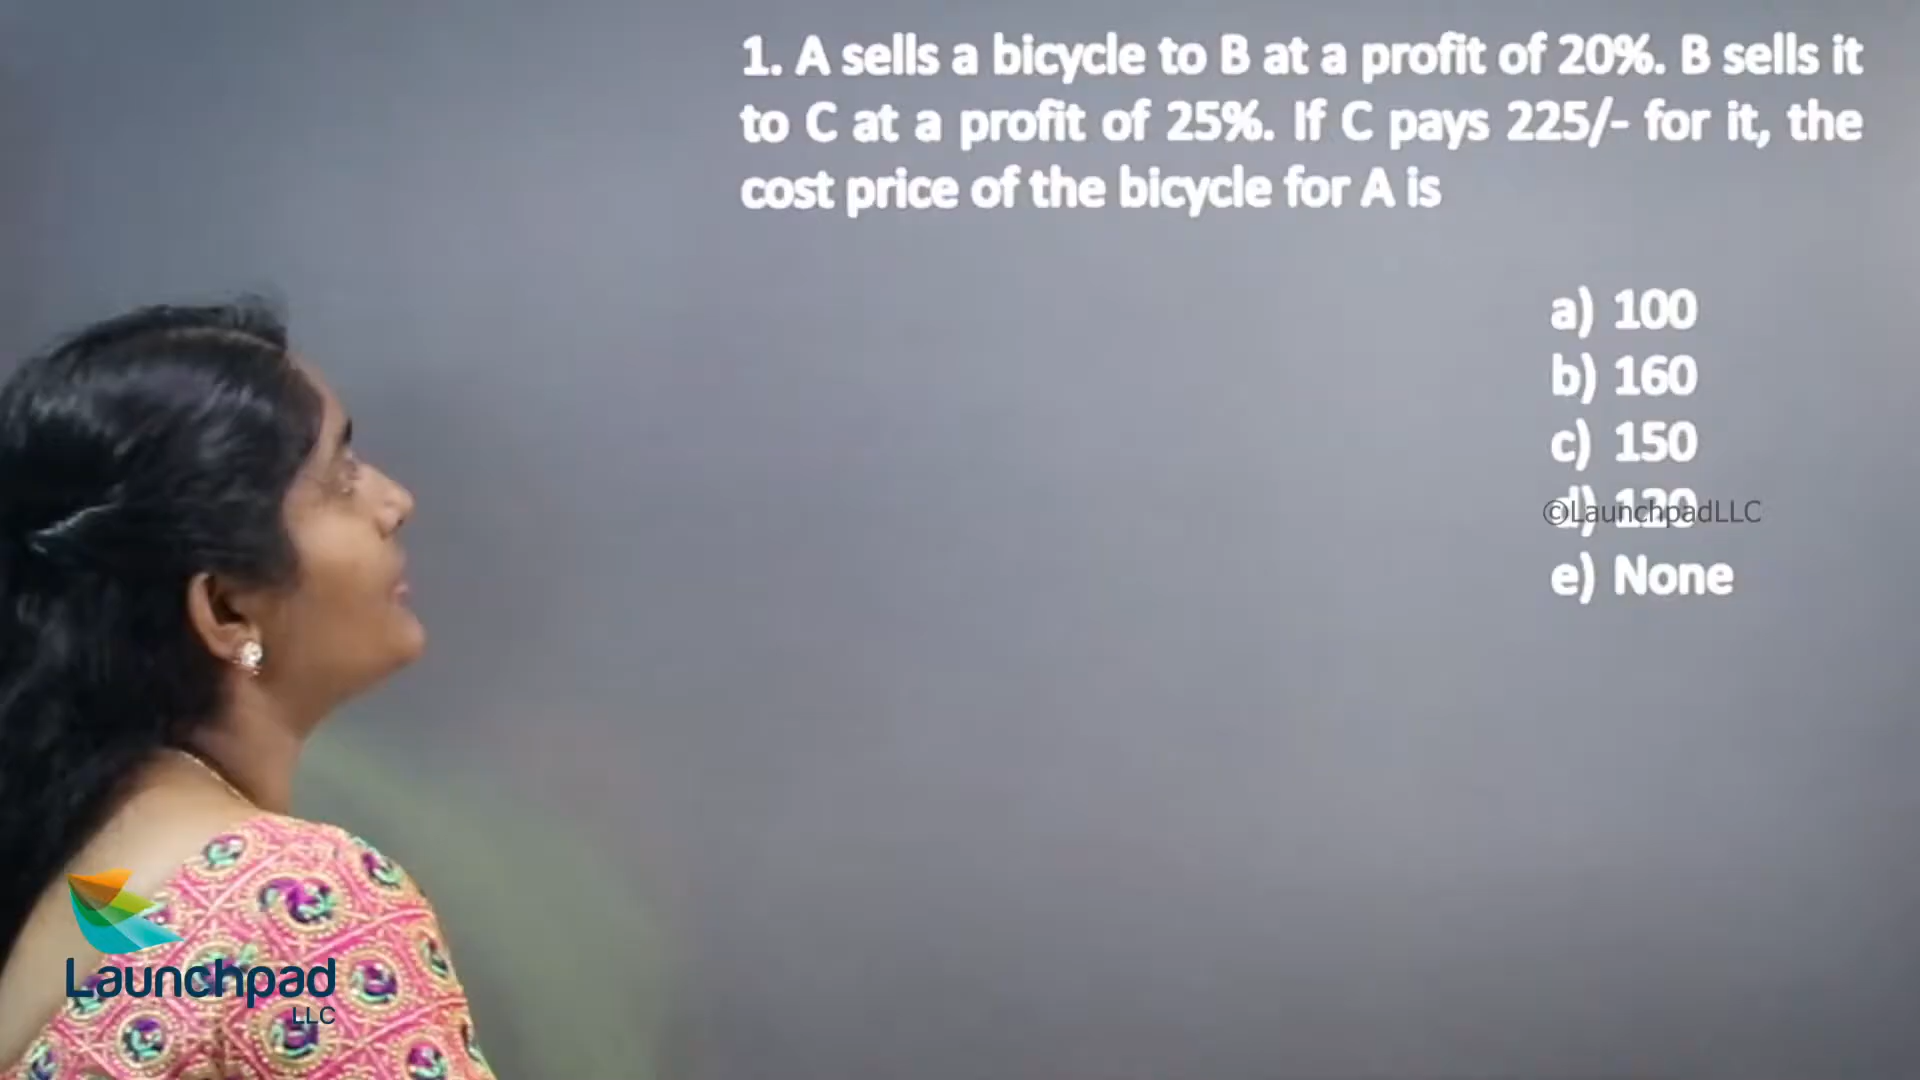 1. A sells a bicycle to B at a profit of 20%. B sells it
to C at a profit of 25%. If C pays 225/- for it, the
cost price of the bicycle for A is
a) 100
b) 160
c) 150
d) 120
©LaunchpadLLC
e) None
Launchpad
LLC